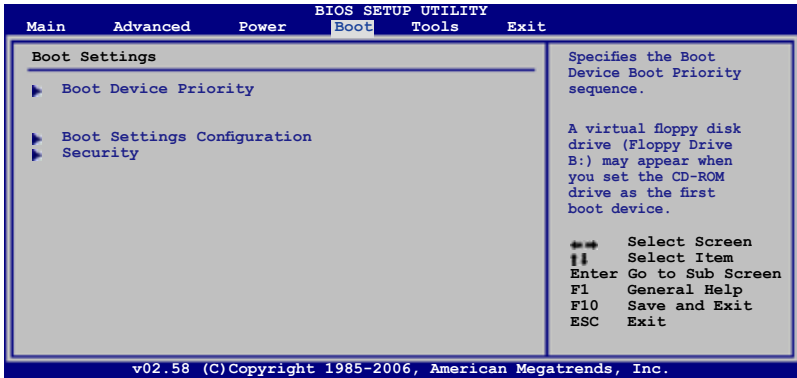 BIOS SETUP UTILITY
Main Advanced Power Boot Tools Exit
Boot Settings
Boot Device Priority
Boot Settings Configuration
Security
Specifies the Boot
Device Boot Priority
sequence.
A virtual floppy disk
drive (Floppy Drive
B:) may appear when
you set the CD-ROM
drive as the first
boot device.
Select Screen
Select Item
Enter Go to Sub Screen
F1 General Help
F10 Save and Exit
ESC Exit
v02.58 (C)Copyright 1985-2006, American Megatrends, Inc.